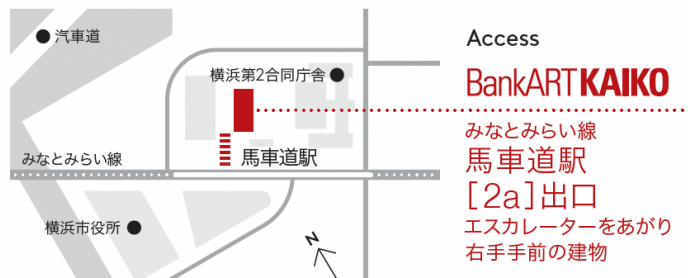 汽車道
横浜第2合同庁舎
みなとみらい線
馬車道駅
横浜市役所
N
Access
BankART KAIKO
みなとみらい線
馬車道駅
[2a]出口
エスカレーターをあがり
右手手前の建物